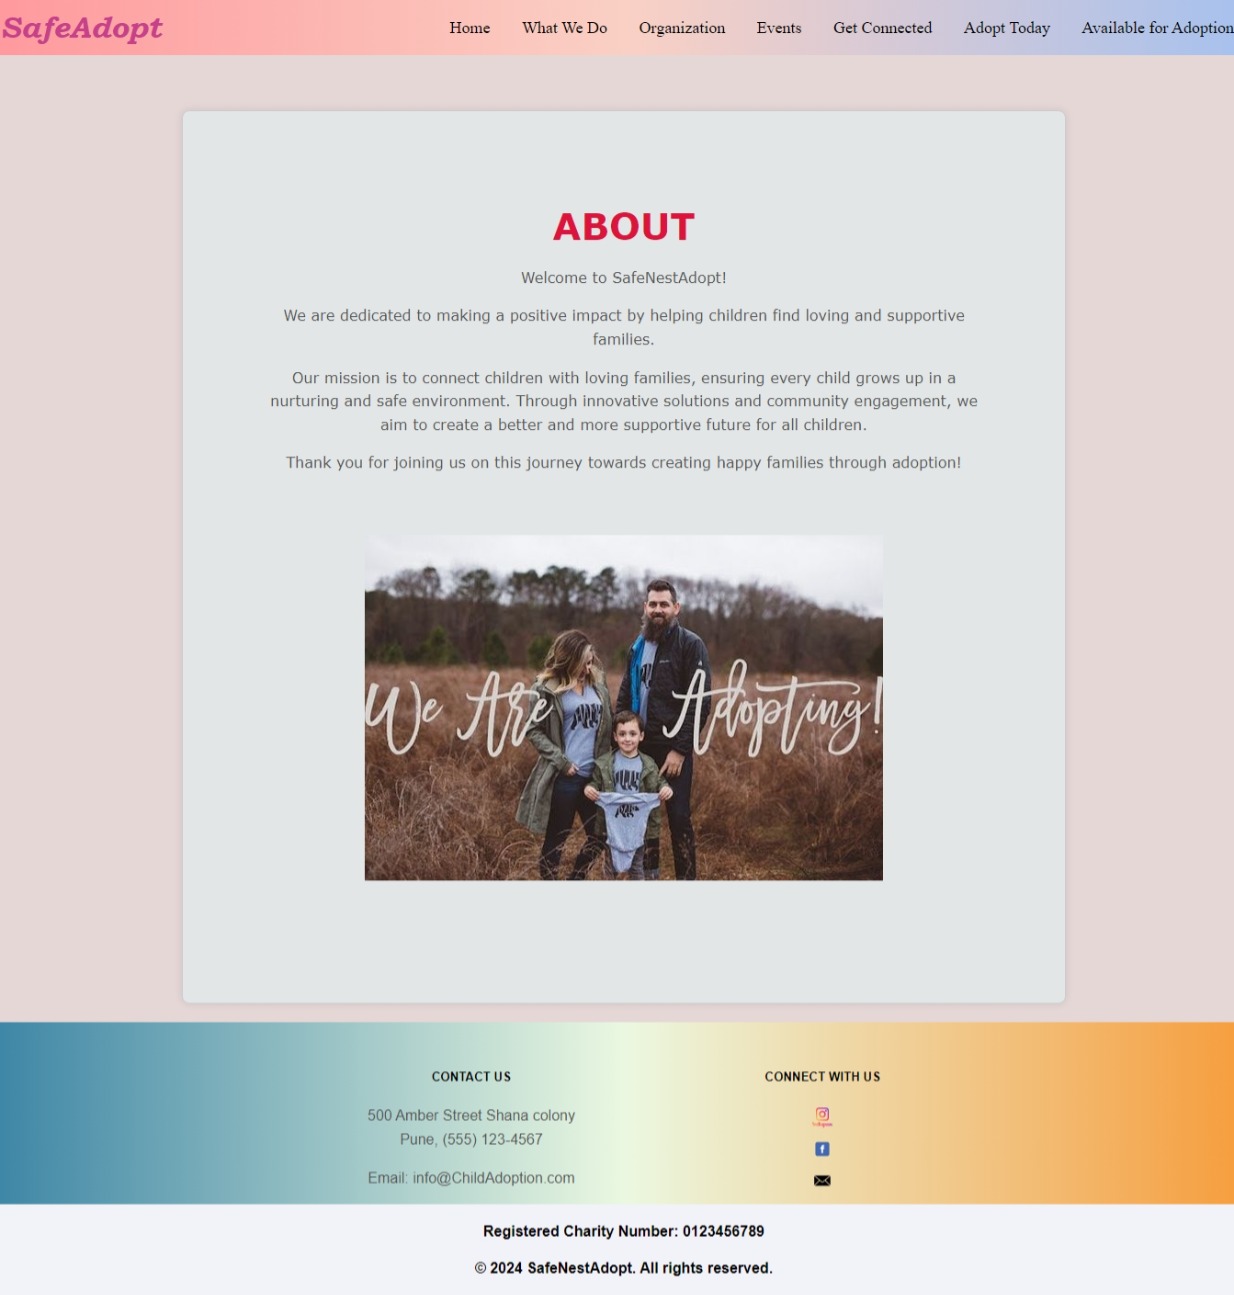 SafeAdopt
Home What We Do Organization Events Get Connected Adopt Today Available for Adoption
ABOUT
Welcome to SafeNestAdopt!
We are dedicated to making a positive impact by helping children find loving and supportive
families.
Our mission is to connect children with loving families, ensuring every child grows up in a
nurturing and safe environment. Through innovative solutions and community engagement, we
aim to create a better and more supportive future for all children.
Thank you for joining us on this journey towards creating happy families through adoption!
We Are Adopting!
CONTACT US
500 Amber Street Shana colony
Pune, (555) 123-4567
Email: info@ChildAdoption.com
CONNECT WITH US
Registered Charity Number: 0123456789
© 2024 SafeNestAdopt. All rights reserved.